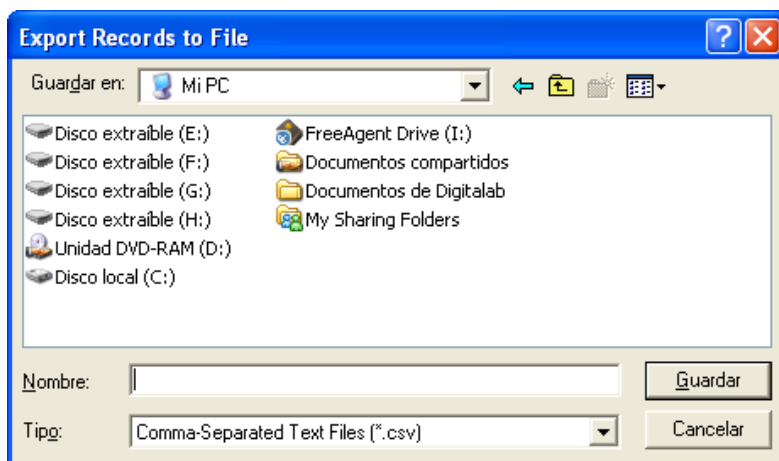 Export Records to File
Guardar en: Mi PC
Disco extraíble (E:)
Disco extraíble (F:)
Disco extraíble (G:)
Disco extraíble (H:)
Unidad DVD-RAM (D:)
Disco local (C:)
FreeAgent Drive (I:)
Documentos compartidos
Documentos de Digitalab
My Sharing Folders
Nombre:
Guardar
Tipo: Comma-Separated Text Files (*.csv)
Cancelar